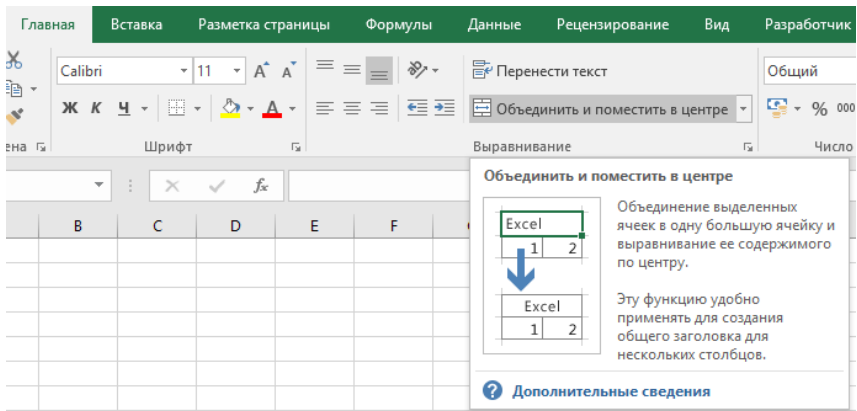 Главная Вставка Разметка страницы Формулы Данные Рецензирование Вид Разработчик
Calibri 11 A A Перенести текст Общий
Ж К Ч А Объединить и поместить в центре % 000
ена Шрифт Выравнивание Число
fx
Объединить и поместить в центре
B C D E F
Excel
1 2
Excel
1 2
Объединение выделенных
ячеек в одну большую ячейку и
выравнивание ее содержимого
по центру.
Эту функцию удобно
применять для создания
общего заголовка для
нескольких столбцов.
? Дополнительные сведения